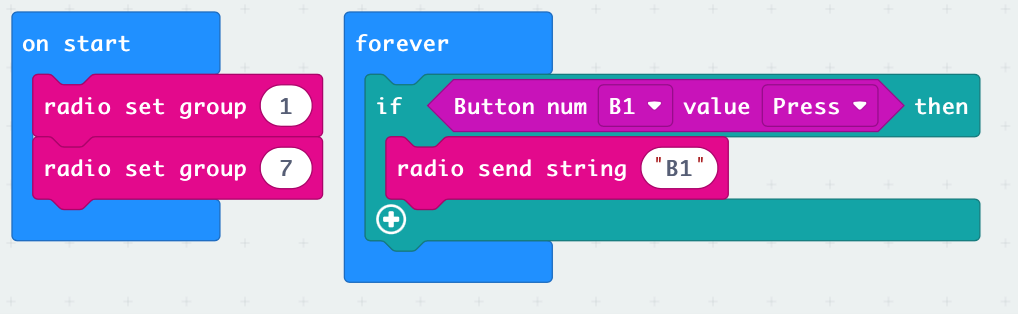 on start
radio set group 1
radio set group 7
forever
if Button num B1 value Press then
radio send string "B1"